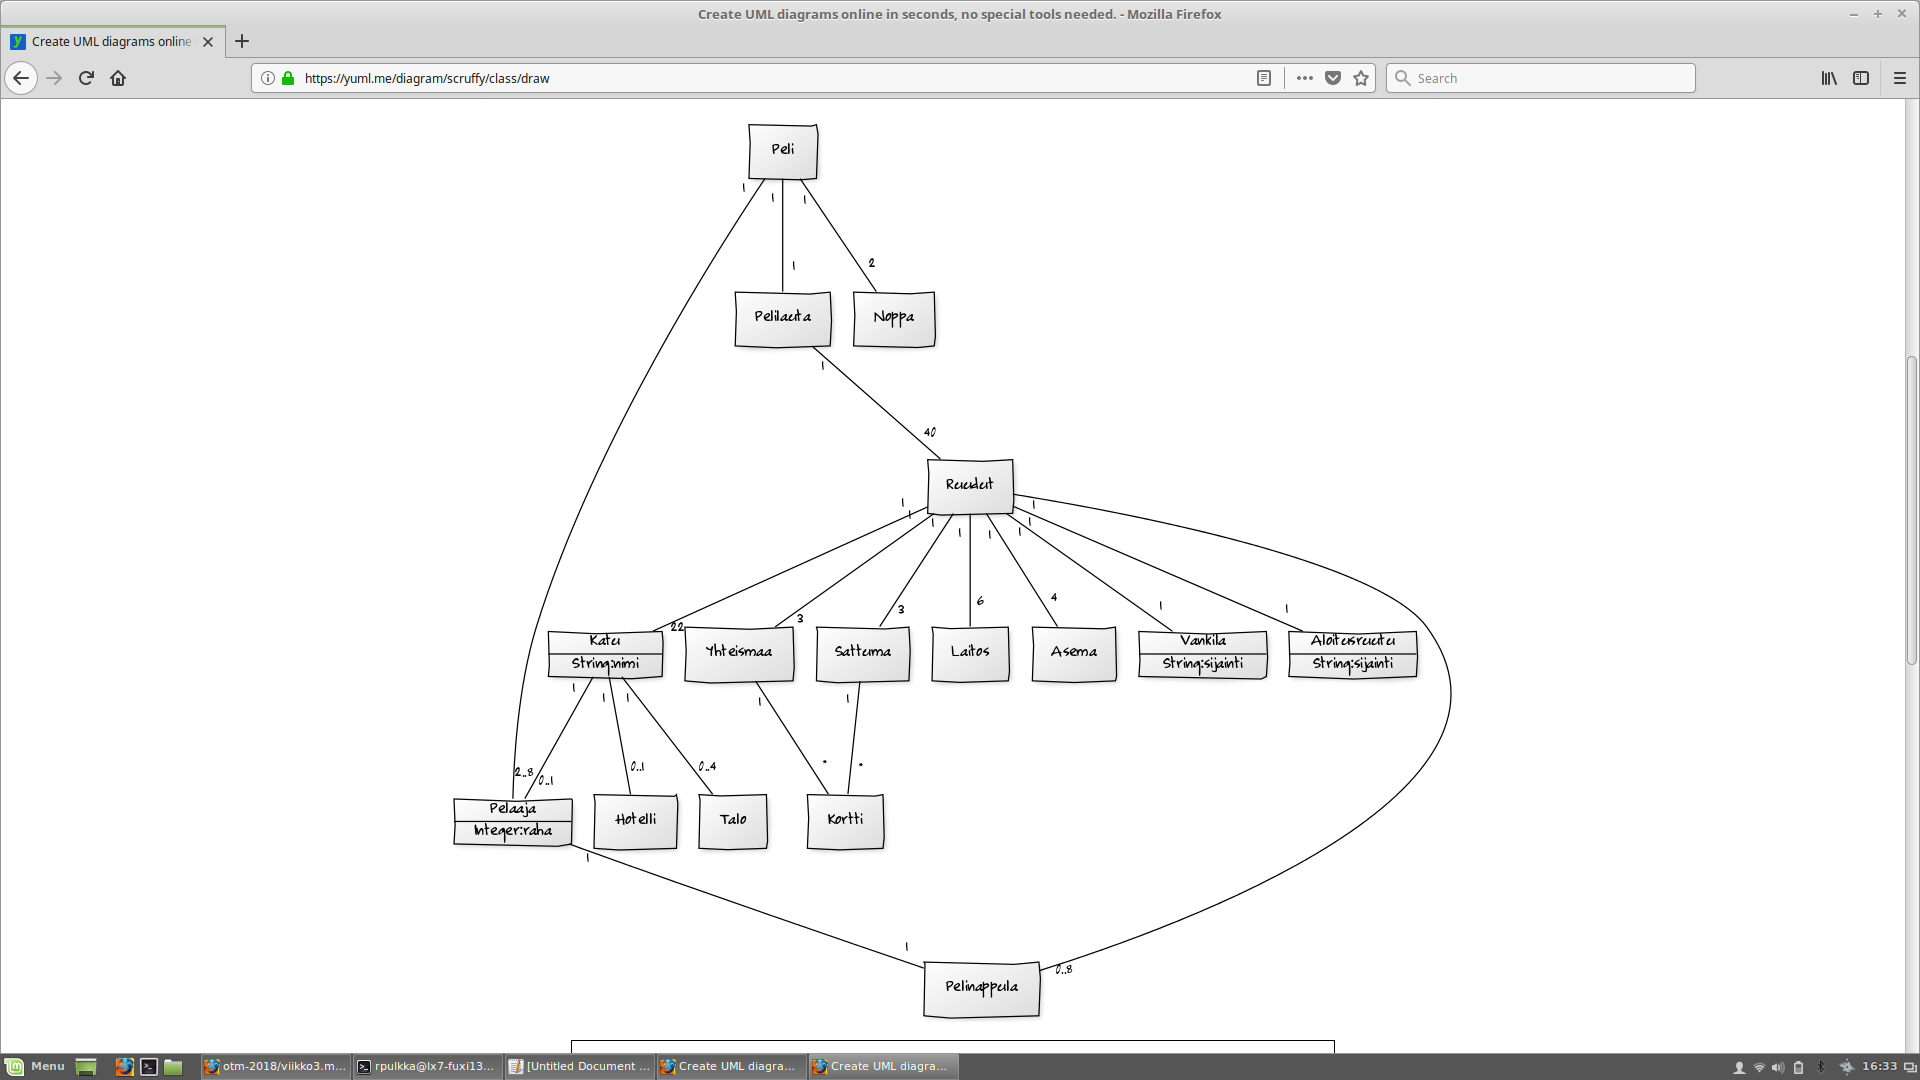 Create UML diagrams online in seconds, no special tools needed. - Mozilla Firefox
Create UML diagrams online
https://yuml.me/diagram/scruffy/class/draw
Search
Peli
1
1
1
1
2
Pelilauta
Noppa
1
40
Ruudut
1
1
1
1
1
1
1
1
22
3
3
6
4
1
1
Katu
String:nimi
Yhteismaa
Sattuma
Laitos
Asema
Vankila
String:sijainti
Aloitusruutu
String:sijainti
1
1
1
1
1
2..8
0..1
0..1
0..4
*
*
Pelaaja
Integer:raha
Hotelli
Talo
Kortti
1
1
0..8
Pelinappula
Menu
otm-2018/viikko3.m...
rpulkka@lx7-fuxi13...
[Untitled Document ...
Create UML diagra...
Create UML diagra...
16:33